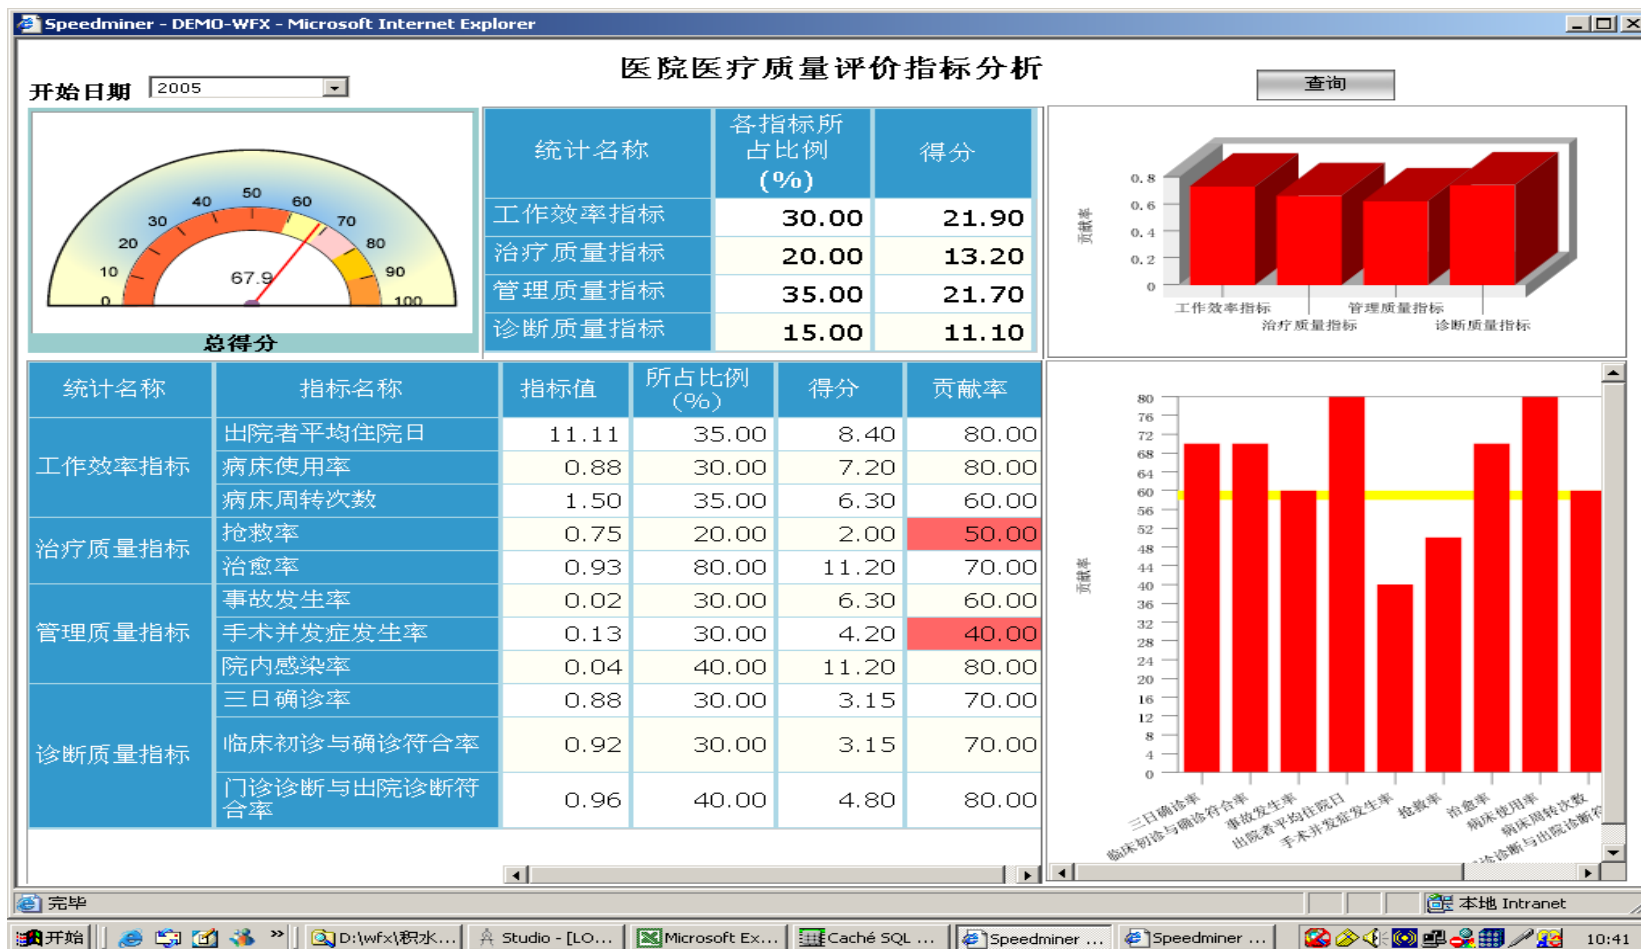 Speedminer - DEMO-WFX - Microsoft Internet Explorer
医院医疗质量评价指标分析
开始日期 2005
查询
0 10 20 30 40 50 60 70 80 90 100
67.9
总得分
统计名称 各指标所占比例(%) 得分
工作效率指标 30.00 21.90
治疗质量指标 20.00 13.20
管理质量指标 35.00 21.70
诊断质量指标 15.00 11.10
贡献率
0.8
0.6
0.4
0.2
0
工作效率指标 管理质量指标
治疗质量指标 诊断质量指标
统计名称 指标名称 指标值 所占比例(%) 得分 贡献率
工作效率指标
出院者平均住院日 11.11 35.00 8.40 80.00
病床使用率 0.88 30.00 7.20 80.00
病床周转次数 1.50 35.00 6.30 60.00
治疗质量指标
抢救率 0.75 20.00 2.00 50.00
治愈率 0.93 80.00 11.20 70.00
管理质量指标
事故发生率 0.02 30.00 6.30 60.00
手术并发症发生率 0.13 30.00 4.20 40.00
院内感染率 0.04 40.00 11.20 80.00
诊断质量指标
三日确诊率 0.88 30.00 3.15 70.00
临床初诊与确诊符合率 0.92 30.00 3.15 70.00
门诊诊断与出院诊断符合率 0.96 40.00 4.80 80.00
贡献率
80
76
72
68
64
60
56
52
48
44
40
36
32
28
24
20
16
12
8
4
0
三日确诊率
临床初诊与确诊符合率
事故发生率
出院者平均住院日
手术并发症发生率
抢救率
治愈率
病床使用率
病床周转次数
诊诊断与出院诊断符
完毕
本地 Intranet
开始
D:\wfx\积水...
Studio - [LO...
Microsoft Ex...
Caché SQL ...
Speedminer ...
Speedminer ...
10:41